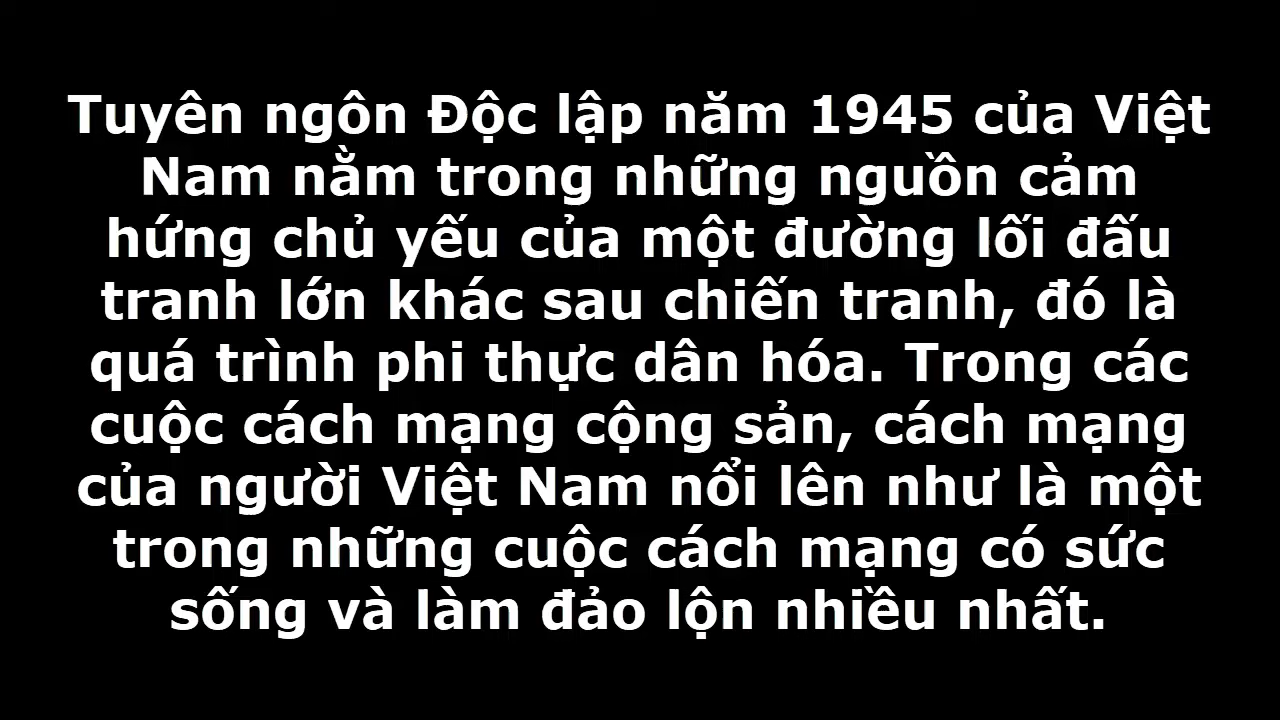 Tuyên ngôn Độc lập năm 1945 của Việt
Nam nằm trong những nguồn cảm
hứng chủ yếu của một đường lối đấu
tranh lớn khác sau chiến tranh, đó là
quá trình phi thực dân hóa. Trong các
cuộc cách mạng cộng sản, cách mạng
của người Việt Nam nổi lên như là một
trong những cuộc cách mạng có sức
sống và làm đảo lộn nhiều nhất.